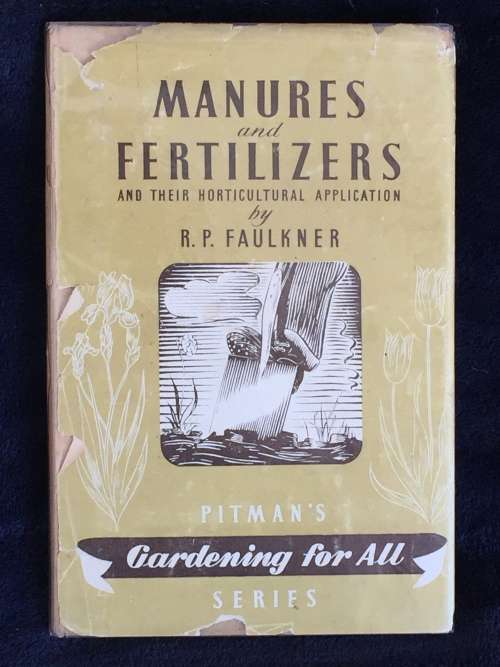 MANURES
and
FERTILIZERS
AND THEIR HORTICULTURAL APPLICATION
by
R. P. FAULKNER
PITMAN'S
Gardening for All
SERIES